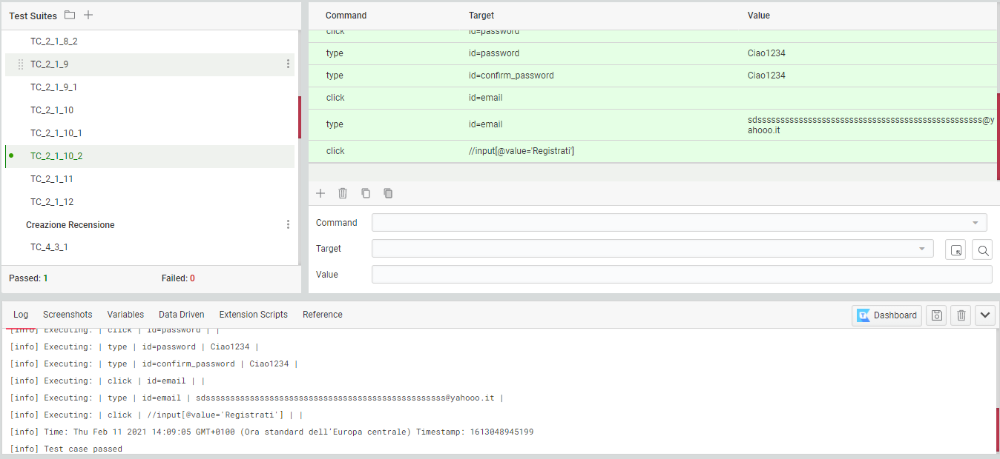 Test Suites
TC_2_1_8_2
TC_2_1_9
TC_2_1_9_1
TC_2_1_10
TC_2_1_10_1
TC_2_1_10_2
TC_2_1_11
TC_2_1_12
Creazione Recensione
TC_4_3_1
Passed: 1 Failed: 0
Command Target Value
click id=password
type id=password Ciao1234
type id=confirm_password Ciao1234
click id=email
type id=email sdsssssssssssssssssssssssssssssssssssssssssssssssss@y
ahooo.it
click //input[@value='Registrati']
Command
Target
Value
Log Screenshots Variables Data Driven Extension Scripts Reference Dashboard
[info] Executing: | click | id=password | |
[info] Executing: | type | id=password | Ciao1234 |
[info] Executing: | type | id=confirm_password | Ciao1234 |
[info] Executing: | click | id=email | |
[info] Executing: | type | id=email | sdsssssssssssssssssssssssssssssssssssssssssssssssss@yahooo.it |
[info] Executing: | click | //input[@value='Registrati'] | |
[info] Time: Thu Feb 11 2021 14:09:05 GMT+0100 (Ora standard dell'Europa centrale) Timestamp: 1613048945199
[info] Test case passed